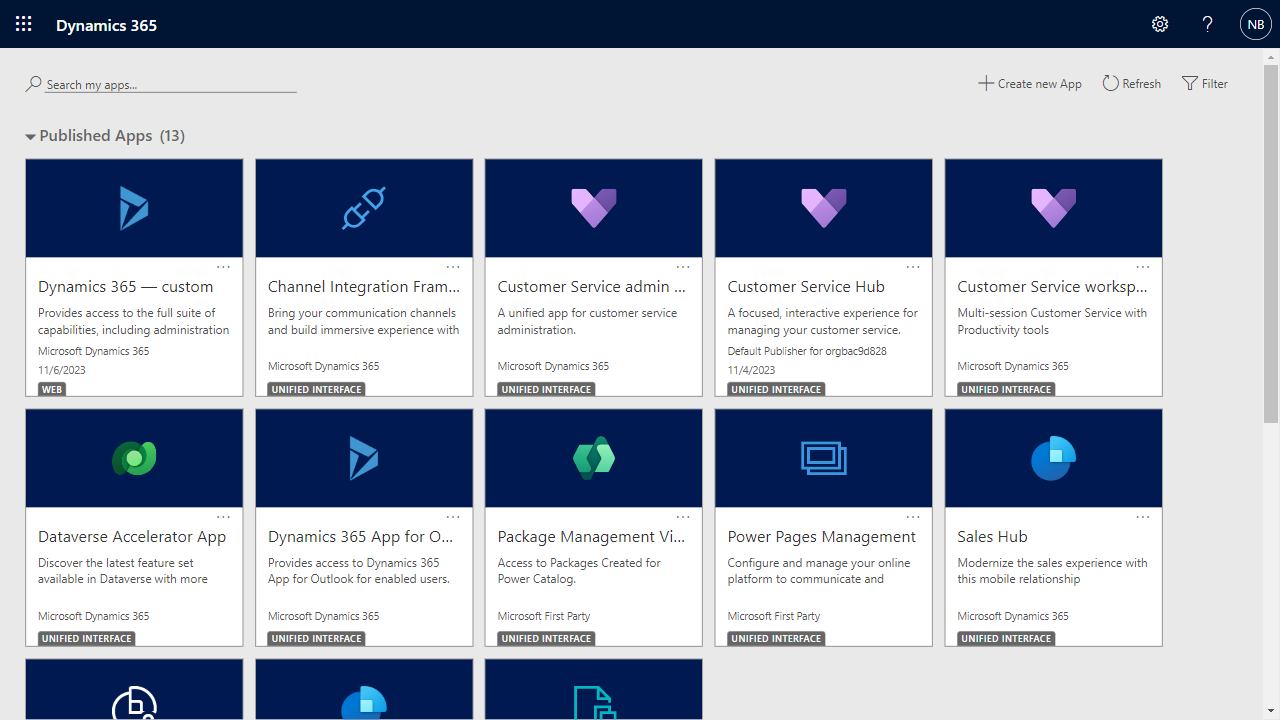 Dynamics 365
?
NB
Search my apps...
Create new App
Refresh
Filter
Published Apps (13)
Dynamics 365 — custom
Provides access to the full suite of
capabilities, including administration
Microsoft Dynamics 365
11/6/2023
WEB
Channel Integration Fram...
Bring your communication channels
and build immersive experience with
Microsoft Dynamics 365
UNIFIED INTERFACE
Customer Service admin ...
A unified app for customer service
administration.
Microsoft Dynamics 365
UNIFIED INTERFACE
Customer Service Hub
A focused, interactive experience for
managing your customer service.
Default Publisher for orgbac9d828
11/4/2023
UNIFIED INTERFACE
Customer Service worksp...
Multi-session Customer Service with
Productivity tools
Microsoft Dynamics 365
UNIFIED INTERFACE
Dataverse Accelerator App
Discover the latest feature set
available in Dataverse with more
Microsoft Dynamics 365
UNIFIED INTERFACE
Dynamics 365 App for O...
Provides access to Dynamics 365
App for Outlook for enabled users.
Microsoft Dynamics 365
UNIFIED INTERFACE
Package Management Vi...
Access to Packages Created for
Power Catalog.
Microsoft First Party
UNIFIED INTERFACE
Power Pages Management
Configure and manage your online
platform to communicate and
Microsoft First Party
UNIFIED INTERFACE
Sales Hub
Modernize the sales experience with
this mobile relationship
Microsoft Dynamics 365
UNIFIED INTERFACE